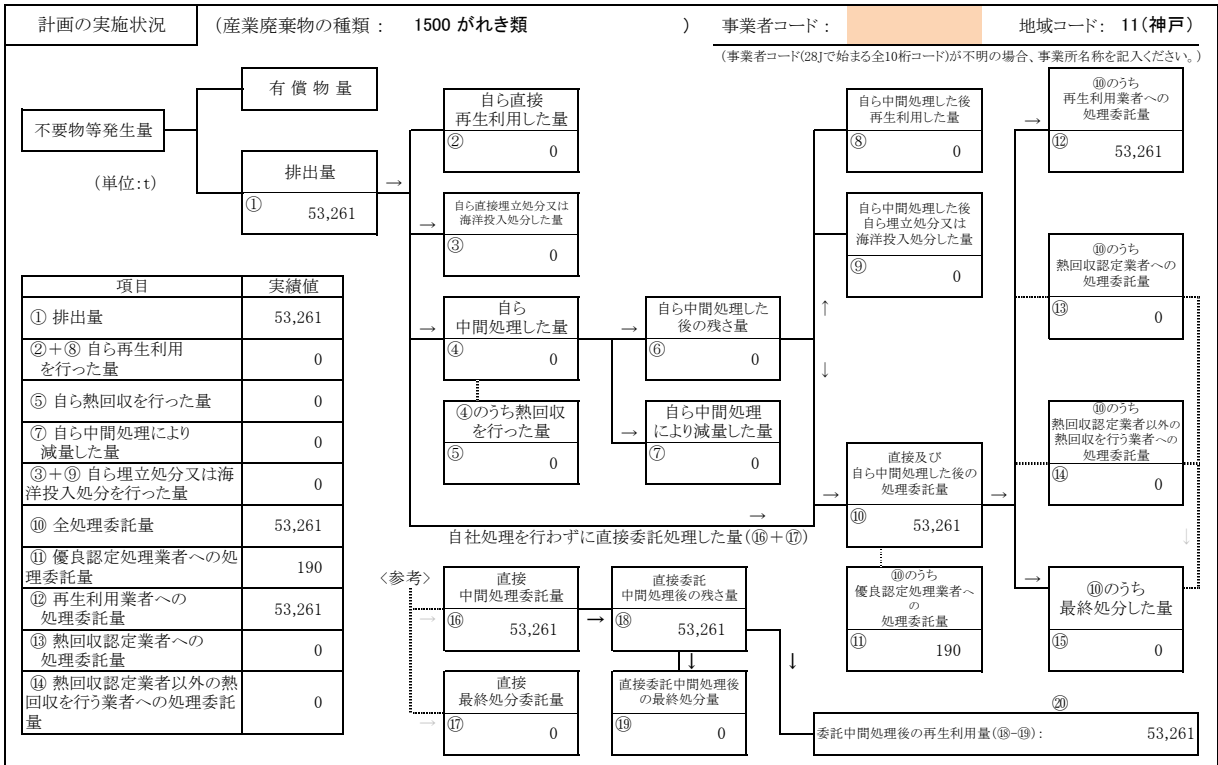 計画の実施状況 (産業廃棄物の種類： 1500 がれき類 ) 事業者コード： 地域コード： 11(神戸)
(事業者コード(28Jで始まる全10桁コード)が不明の場合、事業所名称を記入ください。)
不要物等発生量
(単位:t)
有償物量
排出量
① 53,261
→
自ら直接
再生利用した量
② 0
→
自ら直接埋立処分又は
海洋投入処分した量
③ 0
→
自ら
中間処理した量
④ 0
④のうち熱回収
を行った量
⑤ 0
→
自ら中間処理した
後の残さ量
⑥ 0
→
自ら中間処理
により減量した量
⑦ 0
自ら中間処理した後
再生利用した量
⑧ 0
自ら中間処理した後
自ら埋立処分又は
海洋投入処分した量
⑨ 0
↑
↓
→
直接及び
自ら中間処理した後の
処理委託量
⑩ 53,261
→
⑩のうち
優良認定処理業者へ
の
処理委託量
⑪ 190
→
⑩のうち
再生利用業者への
処理委託量
⑫ 53,261
⑩のうち
熱回収認定業者への
処理委託量
⑬ 0
⑩のうち
熱回収認定業者以外の
熱回収を行う業者への
処理委託量
⑭ 0
↓
→
⑩のうち
最終処分した量
⑮ 0
項目 実績値
① 排出量 53,261
②＋⑧ 自ら再生利用
を行った量 0
⑤ 自ら熱回収を行った量 0
⑦ 自ら中間処理により
減量した量 0
③＋⑨ 自ら埋立処分又は海
洋投入処分を行った量 0
⑩ 全処理委託量 53,261
⑪ 優良認定処理業者への処
理委託量 190
⑫ 再生利用業者への
処理委託量 53,261
⑬ 熱回収認定業者への
処理委託量 0
⑭ 熱回収認定業者以外の熱
回収を行う業者への処理委託
量 0
→
自社処理を行わずに直接委託処理した量(⑯＋⑰)
〈参考〉
→
直接
中間処理委託量
⑯ 53,261
→
直接委託
中間処理後の残さ量
⑱ 53,261
→
直接
最終処分委託量
⑰ 0
↓
直接委託中間処理後
の最終処分量
⑲ 0
↓
⑳
委託中間処理後の再生利用量(⑱-⑲)： 53,261